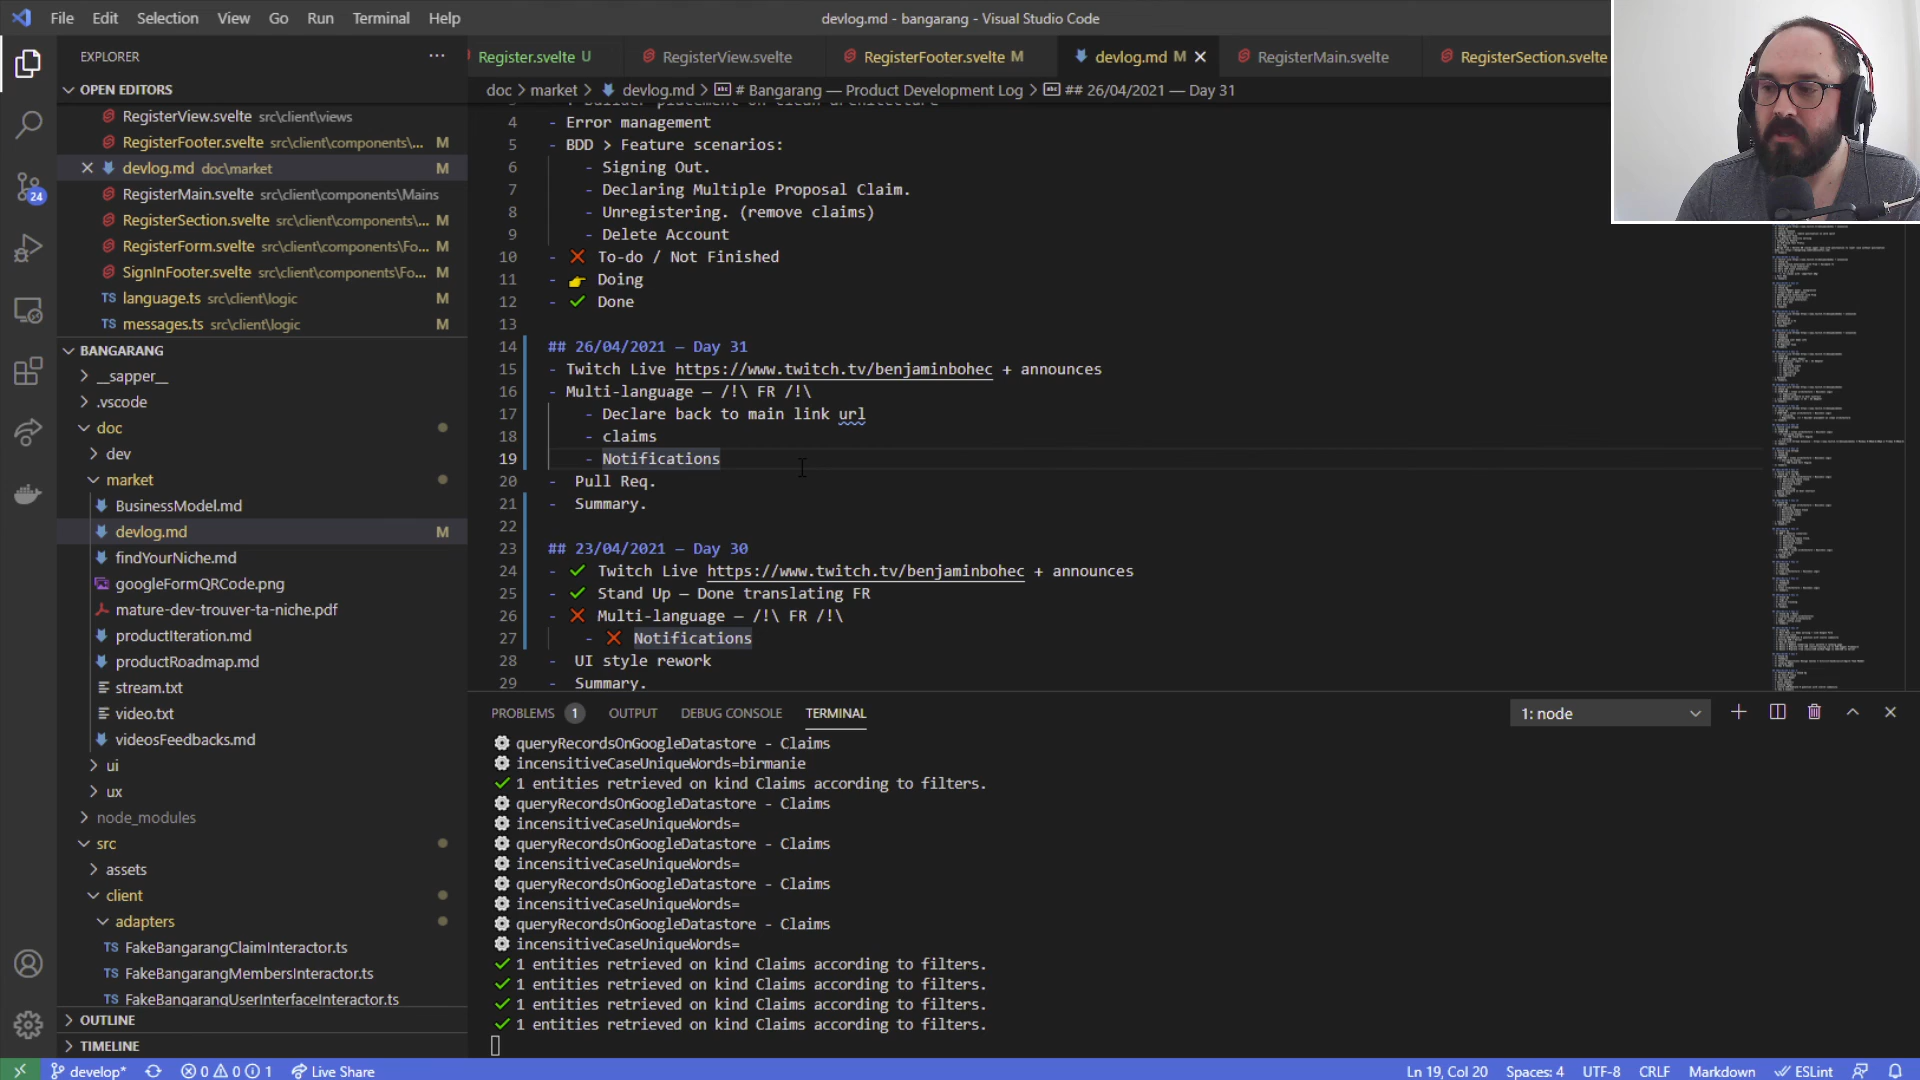 File Edit Selection View Go Run Terminal Help
devlog.md - bangarang - Visual Studio Code
EXPLORER
Register.svelte U
RegisterView.svelte
RegisterFooter.svelte M
devlog.md M
RegisterMain.svelte
RegisterSection.svelte
doc > market > devlog.md > # Bangarang — Product Development Log > ## 26/04/2021 — Day 31
OPEN EDITORS
RegisterView.svelte src\client\views
RegisterFooter.svelte src\client\components\... M
devlog.md doc\market M
RegisterMain.svelte src\client\components\Mains
RegisterSection.svelte src\client\components\... M
RegisterForm.svelte src\client\components\Fo... M
SignInFooter.svelte src\client\components\Fo... M
TS language.ts src\client\logic M
TS messages.ts src\client\logic M
BANGARANG
__sapper__
.vscode
doc
dev
market
BusinessModel.md
devlog.md M
findYourNiche.md
googleFormQRCode.png
mature-dev-trouver-ta-niche.pdf
productIteration.md
productRoadmap.md
stream.txt
video.txt
videosFeedbacks.md
ui
ux
node_modules
src
assets
client
adapters
TS FakeBangarangClaimInteractor.ts
TS FakeBangarangMembersInteractor.ts
TS FakeBangarangUserInterfaceInteractor.ts
OUTLINE
TIMELINE
4 - Error management
5 - BDD > Feature scenarios:
6 - Signing Out.
7 - Declaring Multiple Proposal Claim.
8 - Unregistering. (remove claims)
9 - Delete Account
10 - ❌ To-do / Not Finished
11 - 👉 Doing
12 - ✔ Done
13
14 ## 26/04/2021 — Day 31
15 - Twitch Live https://www.twitch.tv/benjaminbohec + announces
16 - Multi-language — /!\ FR /!\
17 - Declare back to main link url
18 - claims
19 - Notifications
20 - Pull Req.
21 - Summary.
22
23 ## 23/04/2021 — Day 30
24 - ✔ Twitch Live https://www.twitch.tv/benjaminbohec + announces
25 - ✔ Stand Up — Done translating FR
26 - ❌ Multi-language — /!\ FR /!\
27 - ❌ Notifications
28 - UI style rework
29 - Summary.
PROBLEMS 1 OUTPUT DEBUG CONSOLE TERMINAL 1: node
queryRecordsOnGoogleDatastore - Claims
incensitiveCaseUniqueWords=birmanie
✔ 1 entities retrieved on kind Claims according to filters.
queryRecordsOnGoogleDatastore - Claims
incensitiveCaseUniqueWords=
queryRecordsOnGoogleDatastore - Claims
incensitiveCaseUniqueWords=
queryRecordsOnGoogleDatastore - Claims
incensitiveCaseUniqueWords=
queryRecordsOnGoogleDatastore - Claims
incensitiveCaseUniqueWords=
✔ 1 entities retrieved on kind Claims according to filters.
✔ 1 entities retrieved on kind Claims according to filters.
✔ 1 entities retrieved on kind Claims according to filters.
✔ 1 entities retrieved on kind Claims according to filters.
24
develop* 0 0 1 Live Share Ln 19, Col 20 Spaces: 4 UTF-8 CRLF Markdown ESLint